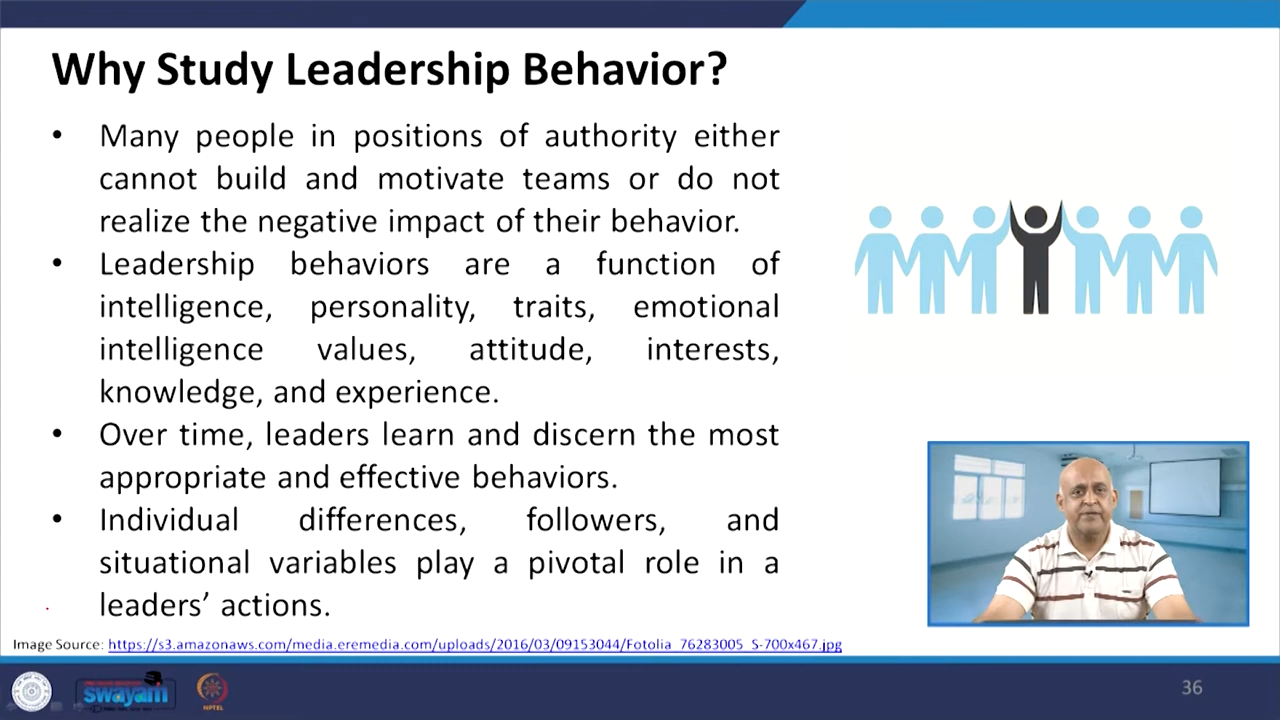 Why Study Leadership Behavior?
• Many people in positions of authority either
cannot build and motivate teams or do not
realize the negative impact of their behavior.
• Leadership behaviors are a function of
intelligence, personality, traits, emotional
intelligence values, attitude, interests,
knowledge, and experience.
• Over time, leaders learn and discern the most
appropriate and effective behaviors.
• Individual differences, followers, and
situational variables play a pivotal role in a
leaders’ actions.
Image Source: https://s3.amazonaws.com/media.eremedia.com/uploads/2016/03/09153044/Fotolia_76283005_S-700x467.jpg
swayam
NPTEL
36